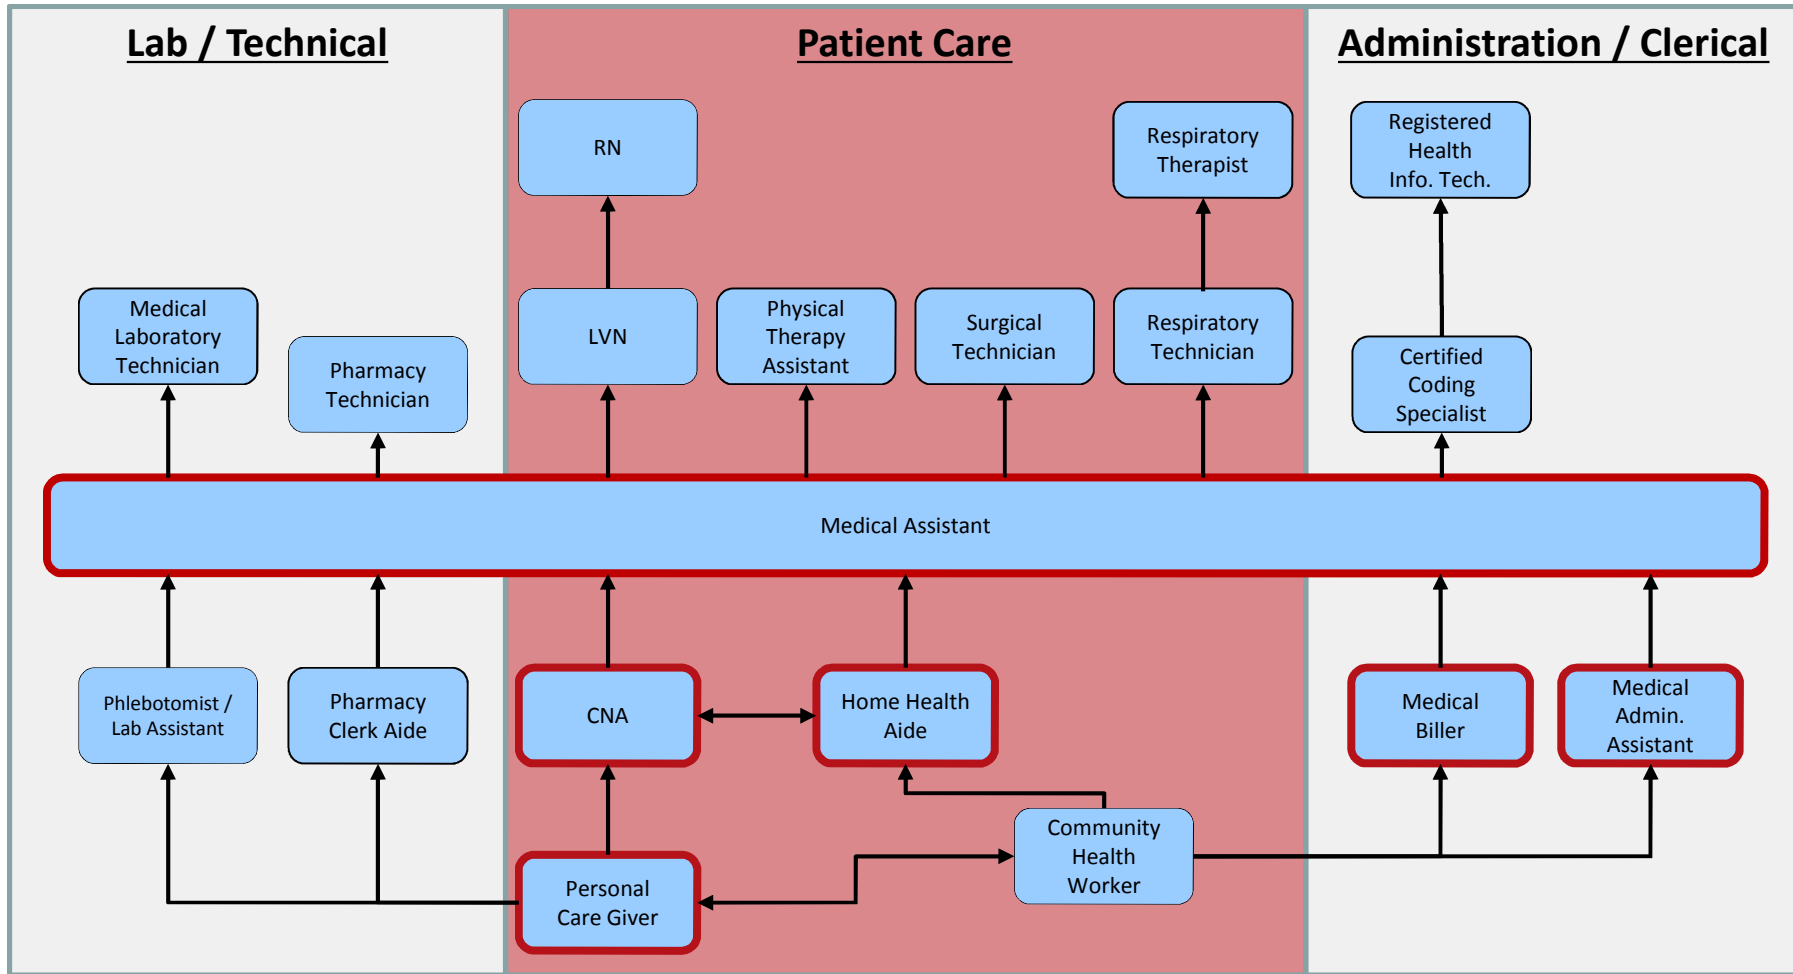 Lab / Technical
Patient Care
Administration / Clerical
RN
Respiratory
Therapist
Registered
Health
Info. Tech.
Medical
Laboratory
Technician
Pharmacy
Technician
LVN
Physical
Therapy
Assistant
Surgical
Technician
Respiratory
Technician
Certified
Coding
Specialist
Medical Assistant
Phlebotomist /
Lab Assistant
Pharmacy
Clerk Aide
CNA
Home Health
Aide
Medical
Biller
Medical
Admin.
Assistant
Personal
Care Giver
Community
Health
Worker